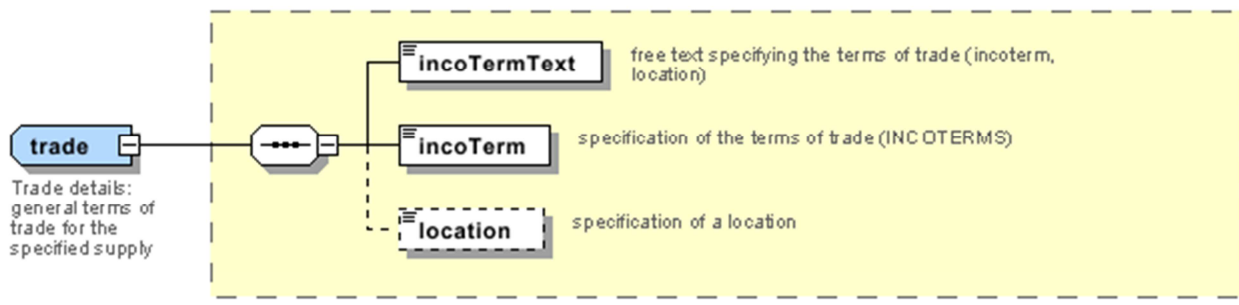 incoTermText
free text specifying the terms of trade (incoterm,
location)
trade
incoTerm
specification of the terms of trade (INCOTERMS)
Trade details:
general terms of
trade for the
specified supply
location
specification of a location